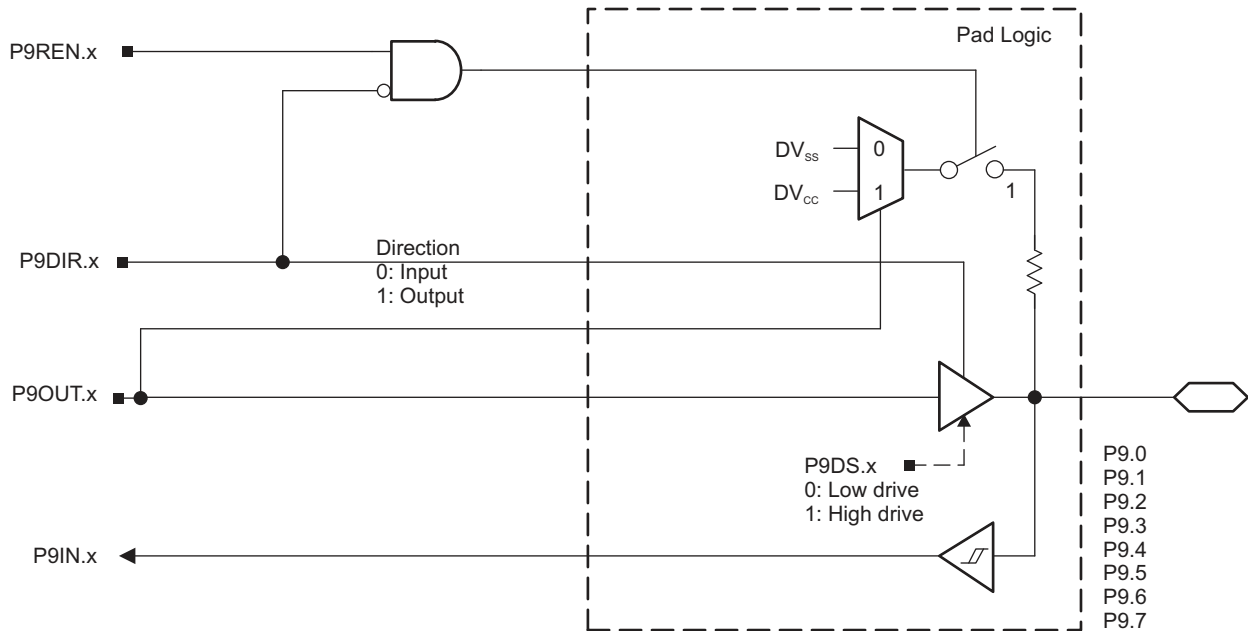 P9REN.x
Pad Logic
DVSS
0
DVCC
1
1
P9DIR.x
Direction
0: Input
1: Output
P9OUT.x
P9DS.x
0: Low drive
1: High drive
P9IN.x
P9.0
P9.1
P9.2
P9.3
P9.4
P9.5
P9.6
P9.7